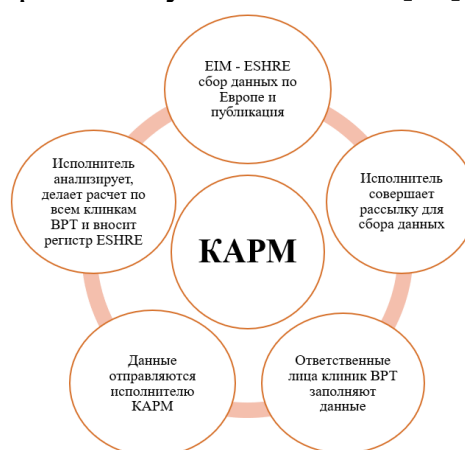 EIM - ESHRE
сбор данных по
Европе и
публикация
Исполнитель
совершает
рассылку для
сбора данных
Ответственные
лица клиник ВРТ
заполняют
данные
Данные
отправляются
исполнителю
КАРМ
Исполнитель
анализирует,
делает расчет по
всем клинкам
ВРТ и вносит
регистр ESHRE
КАРМ